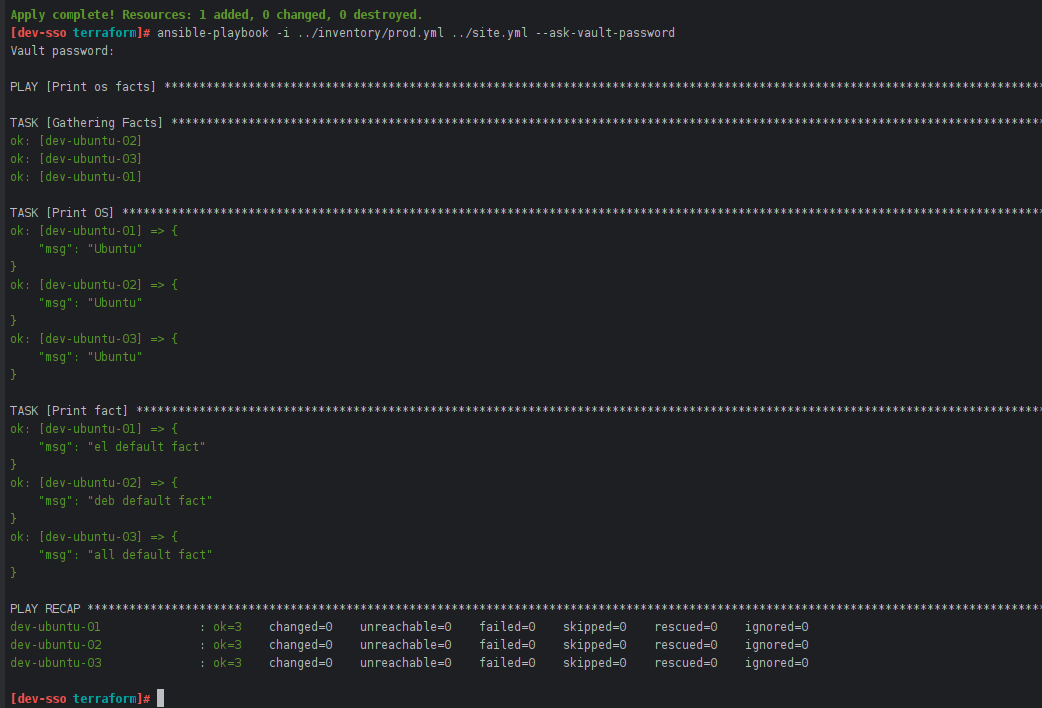 Apply complete! Resources: 1 added, 0 changed, 0 destroyed.
[dev-sso terraform]# ansible-playbook -i ../inventory/prod.yml ../site.yml --ask-vault-password
Vault password:
PLAY [Print os facts] *****************************************************************************************************************************
TASK [Gathering Facts] ****************************************************************************************************************************
ok: [dev-ubuntu-02]
ok: [dev-ubuntu-03]
ok: [dev-ubuntu-01]
TASK [Print OS] ***********************************************************************************************************************************
ok: [dev-ubuntu-01] => {
    "msg": "Ubuntu"
}
ok: [dev-ubuntu-02] => {
    "msg": "Ubuntu"
}
ok: [dev-ubuntu-03] => {
    "msg": "Ubuntu"
}
TASK [Print fact] *********************************************************************************************************************************
ok: [dev-ubuntu-01] => {
    "msg": "el default fact"
}
ok: [dev-ubuntu-02] => {
    "msg": "deb default fact"
}
ok: [dev-ubuntu-03] => {
    "msg": "all default fact"
}
PLAY RECAP ****************************************************************************************************************************************
dev-ubuntu-01              : ok=3    changed=0    unreachable=0    failed=0    skipped=0    rescued=0    ignored=0
dev-ubuntu-02              : ok=3    changed=0    unreachable=0    failed=0    skipped=0    rescued=0    ignored=0
dev-ubuntu-03              : ok=3    changed=0    unreachable=0    failed=0    skipped=0    rescued=0    ignored=0
[dev-sso terraform]#